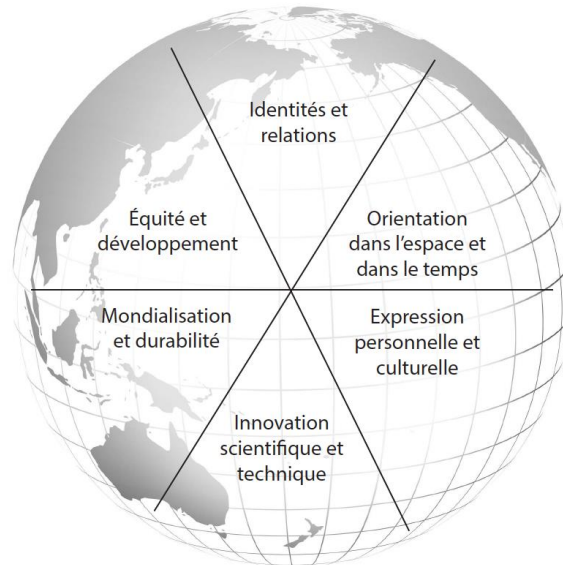 Identités et
relations
Équité et
développement
Orientation
dans l’espace et
dans le temps
Mondialisation
et durabilité
Expression
personnelle et
culturelle
Innovation
scientifique et
technique